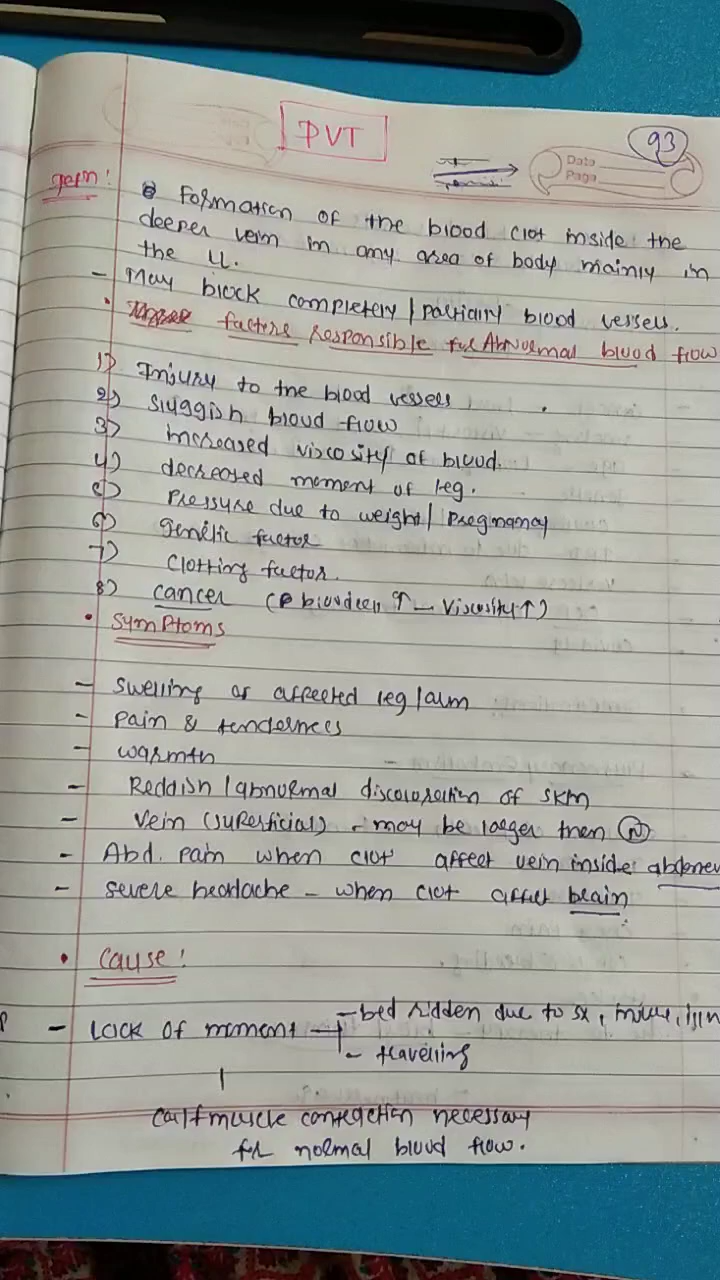 DVT
93
Date
Page
Defn:
Formation of the blood clot inside the
deeper vein in any area of body mainly in
the LL.
- May block completely / partially blood vessels.
• factors Responsible for Abnormal blood flow
1) Injury to the blood vessels.
2) Sluggish blood flow
3) increased viscosity of blood.
4) decreased moment of leg.
5) Pressure due to weight / Pregnancy
6) genetic factor
7) Clotting factor.
8) cancer ( ↑ - Viscosity ↑)
• Symptoms
- Swelling of affected leg / arm
- Pain & tenderness
- warmth
- Reddish / abnormal discoloration of skin
- Vein (superficial) - may be larger then (N)
- Abd. pain when clot affect vein inside abdomen
- severe headache - when clot affect brain
• Cause:
- Lack of moment - bed ridden due to sx,
- travelling
Calf muscle contraction necessary
for normal blood flow.